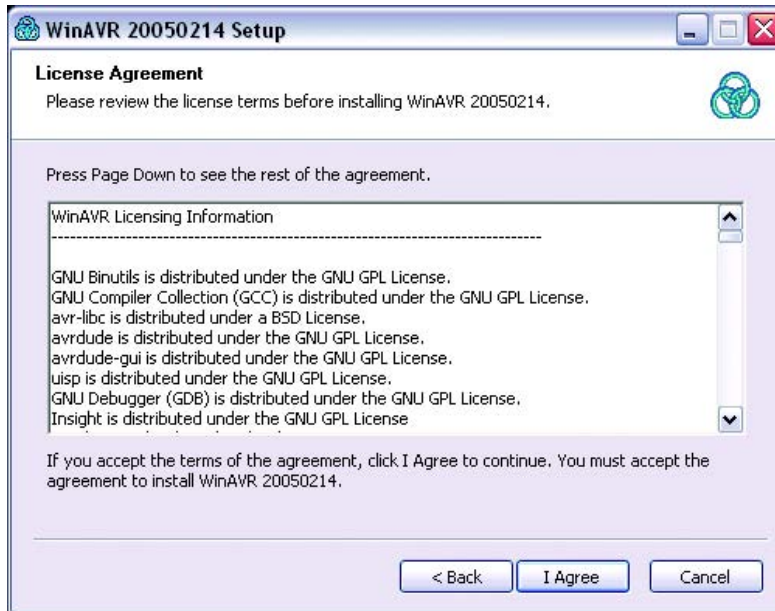 WinAVR 20050214 Setup
License Agreement
Please review the license terms before installing WinAVR 20050214.
Press Page Down to see the rest of the agreement.
WinAVR Licensing Information
--------------------------------------------------------------------------------
GNU Binutils is distributed under the GNU GPL License.
GNU Compiler Collection (GCC) is distributed under the GNU GPL License.
avr-libc is distributed under a BSD License.
avrdude is distributed under the GNU GPL License.
avrdude-gui is distributed under the GNU GPL License.
uisp is distributed under the GNU GPL License.
GNU Debugger (GDB) is distributed under the GNU GPL License.
Insight is distributed under the GNU GPL License
If you accept the terms of the agreement, click I Agree to continue. You must accept the
agreement to install WinAVR 20050214.
< Back
I Agree
Cancel